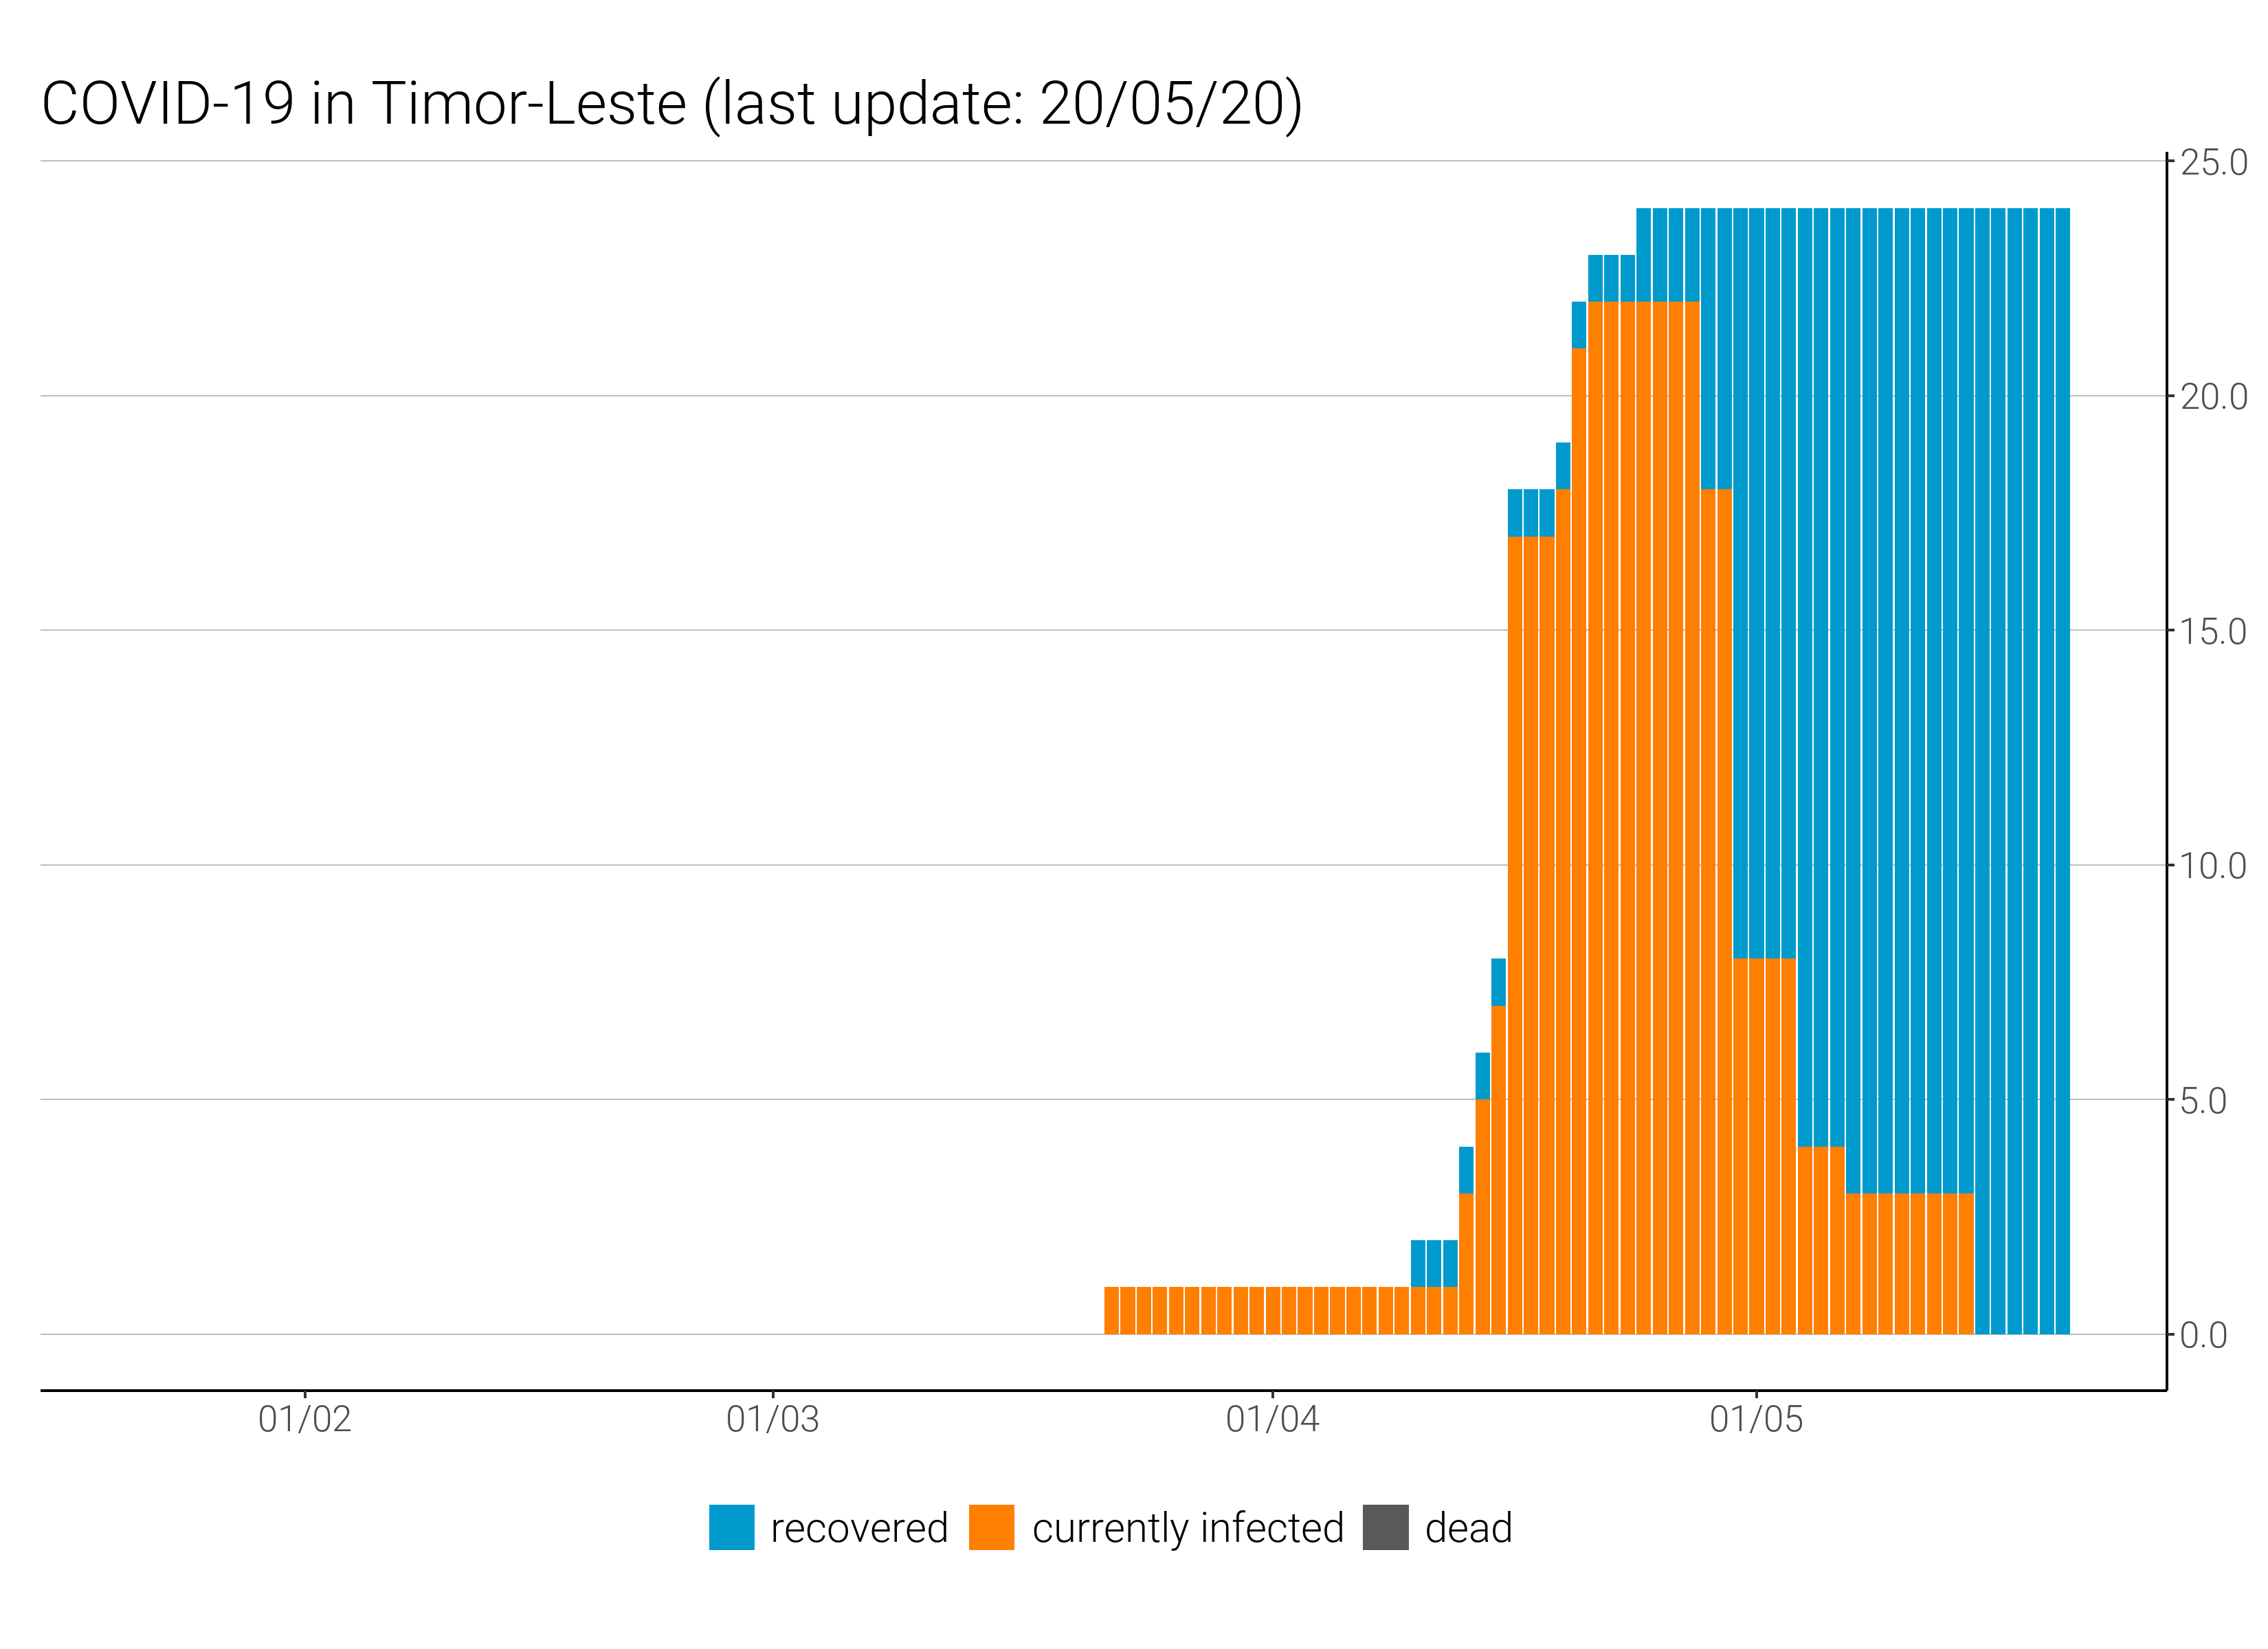 COVID-19 in Timor-Leste (last update: 20/05/20)
25.0
20.0
15.0
10.0
5.0
0.0
01/02 01/03 01/04 01/05
recovered currently infected dead